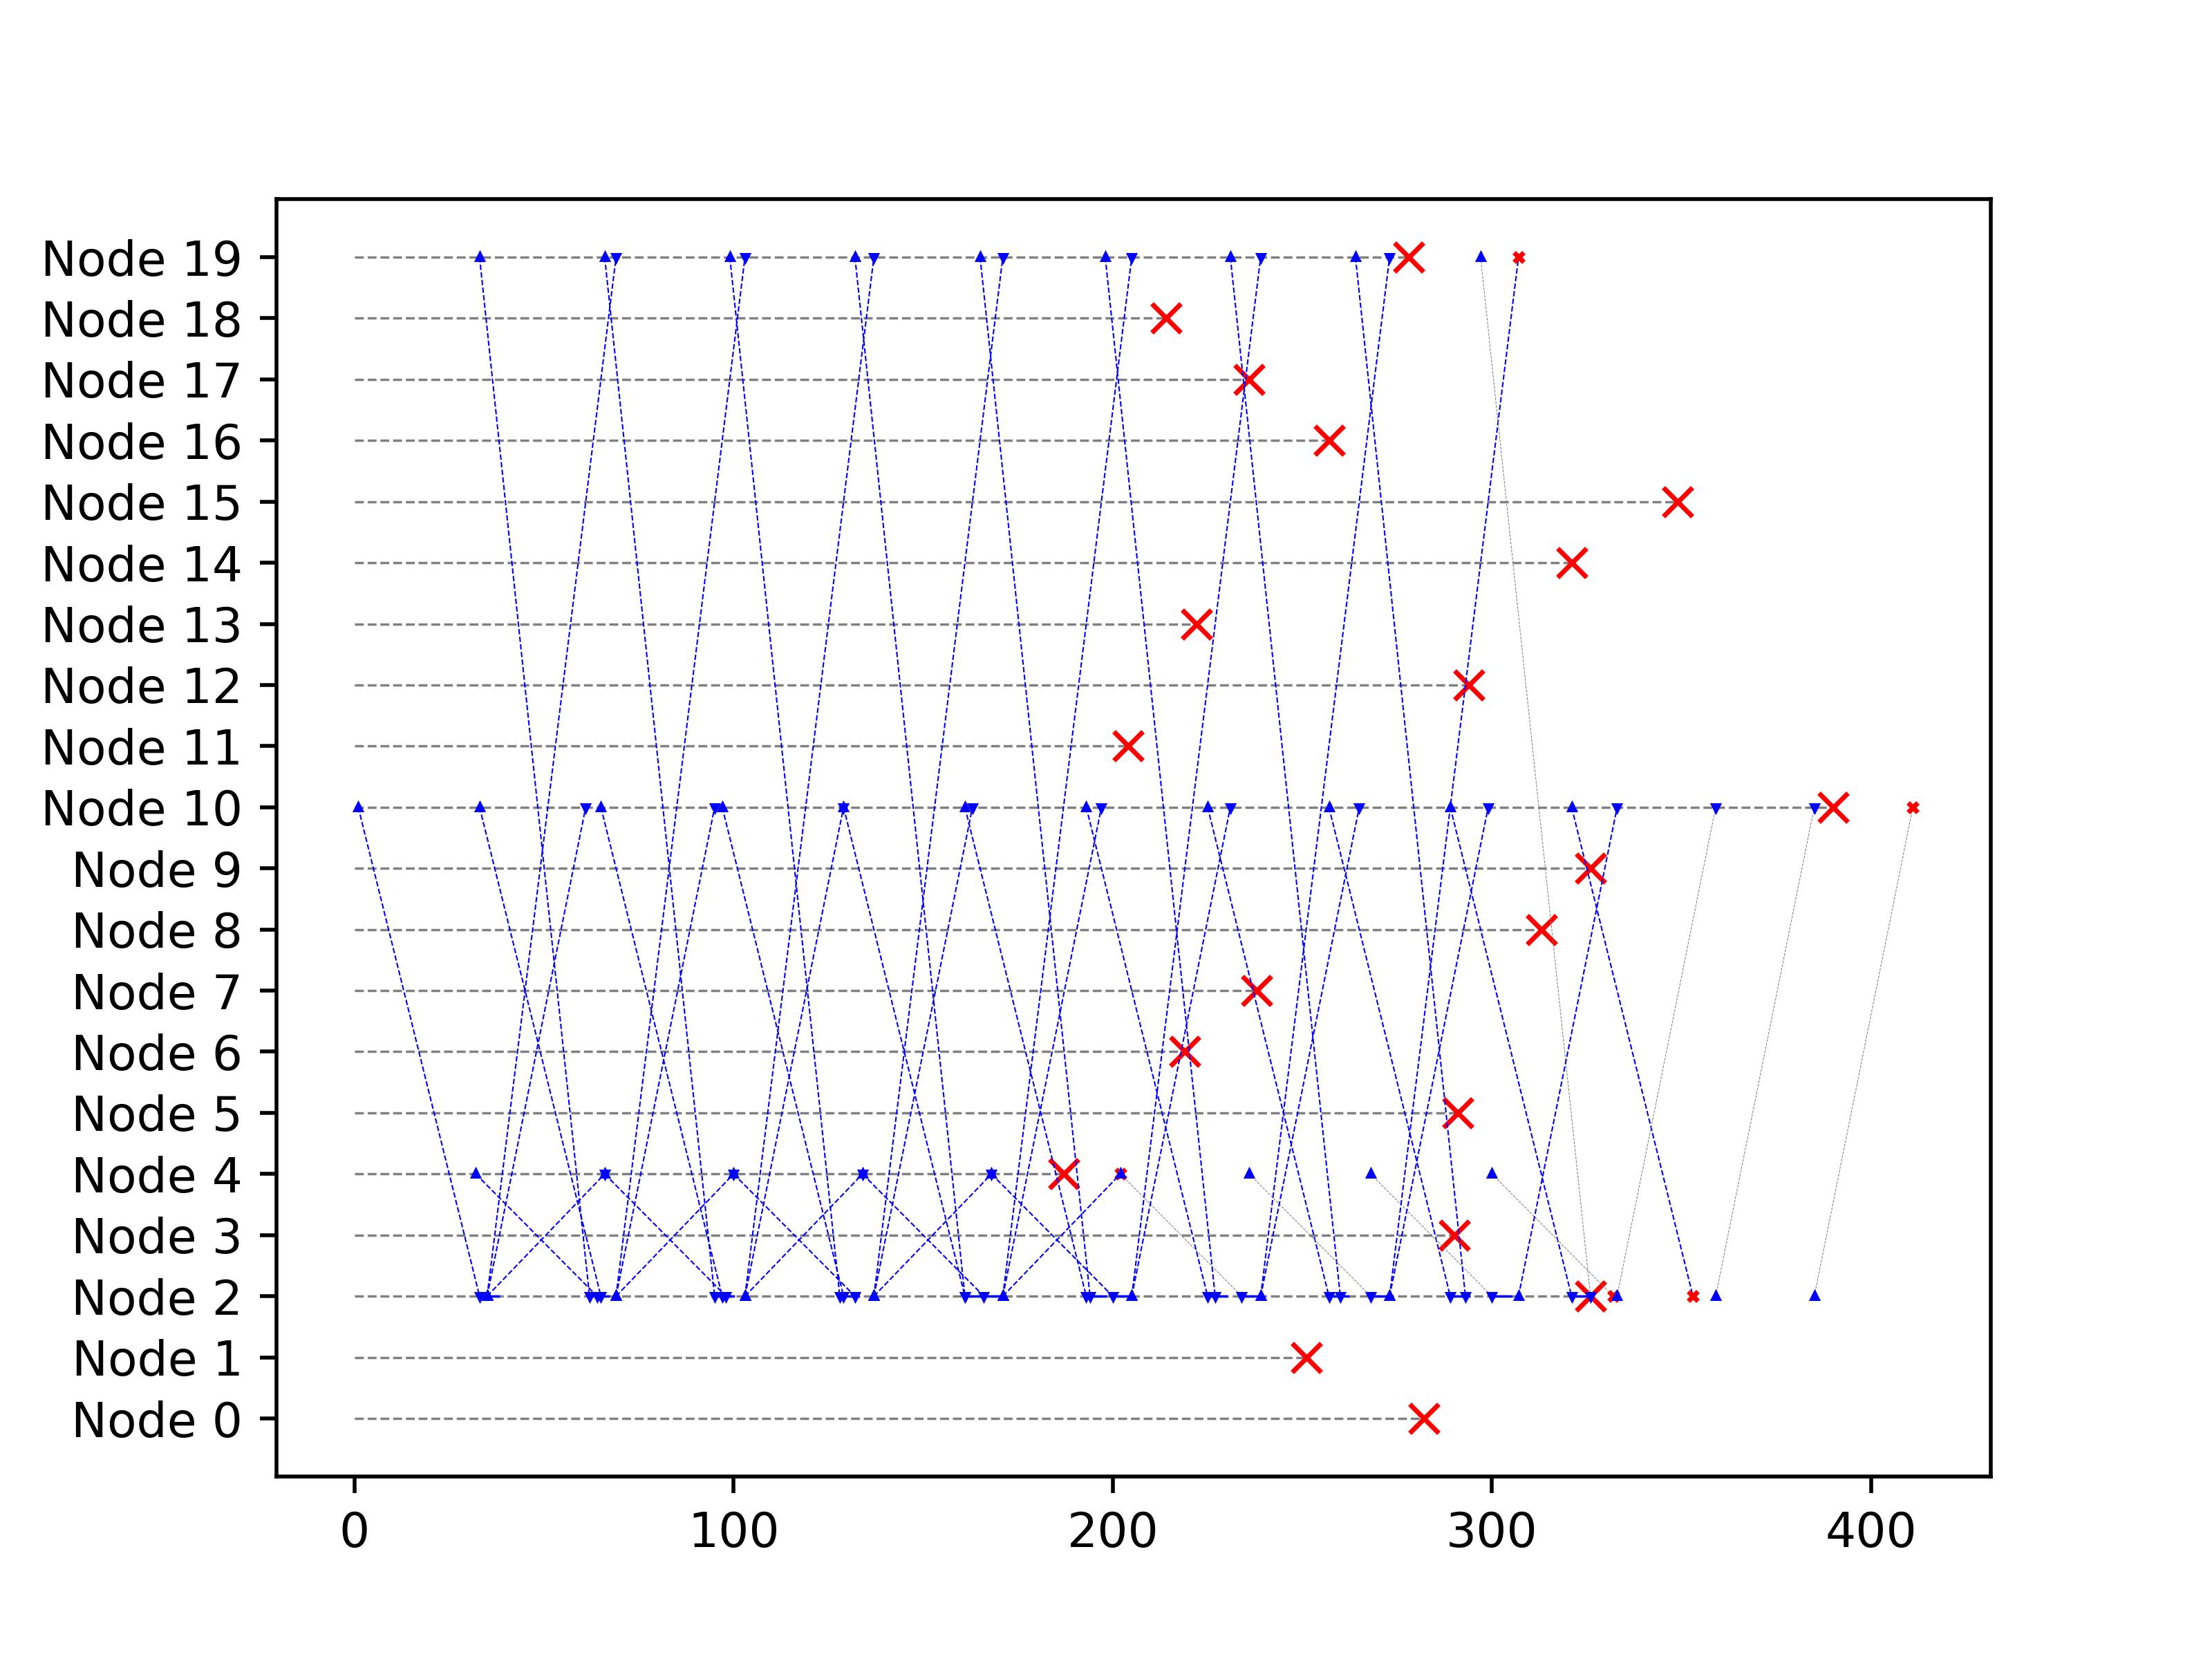 Node 19
Node 18
Node 17
Node 16
Node 15
Node 14
Node 13
Node 12
Node 11
Node 10
Node 9
Node 8
Node 7
Node 6
Node 5
Node 4
Node 3
Node 2
Node 1
Node 0
0 100 200 300 400